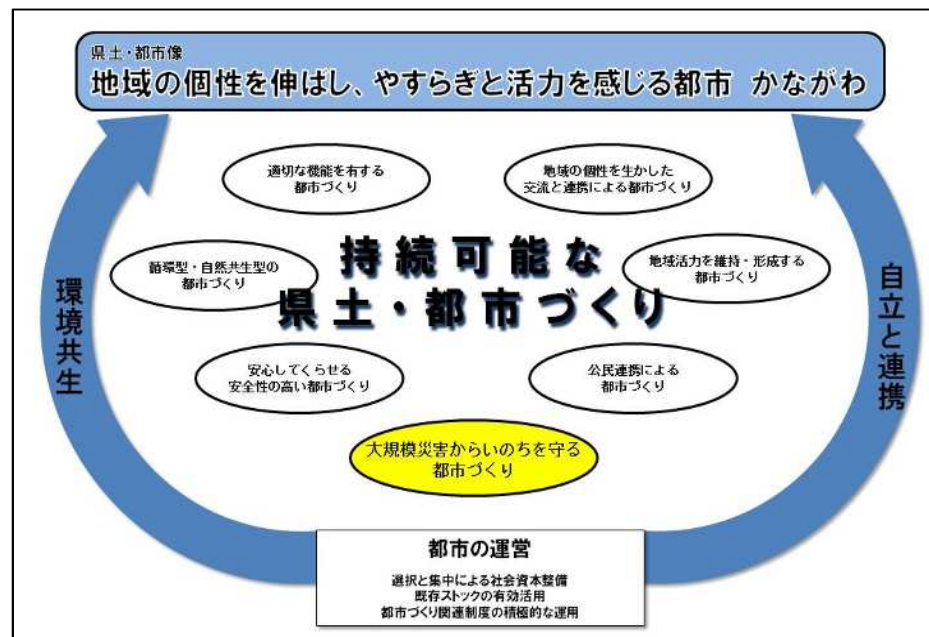 県土・都市像
地域の個性を伸ばし、やすらぎと活力を感じる都市 かながわ
適切な機能を有する
都市づくり
地域の個性を生かした
交流と連携による都市づくり
持続可能な
県土・都市づくり
循環型・自然共生型の
都市づくり
地域活力を維持・形成する
都市づくり
環境共生
自立と連携
安心してくらせる
安全性の高い都市づくり
公民連携による
都市づくり
大規模災害からいのちを守る
都市づくり
都市の運営
選択と集中による社会資本整備
既存ストックの有効活用
都市づくり関連制度の積極的な運用